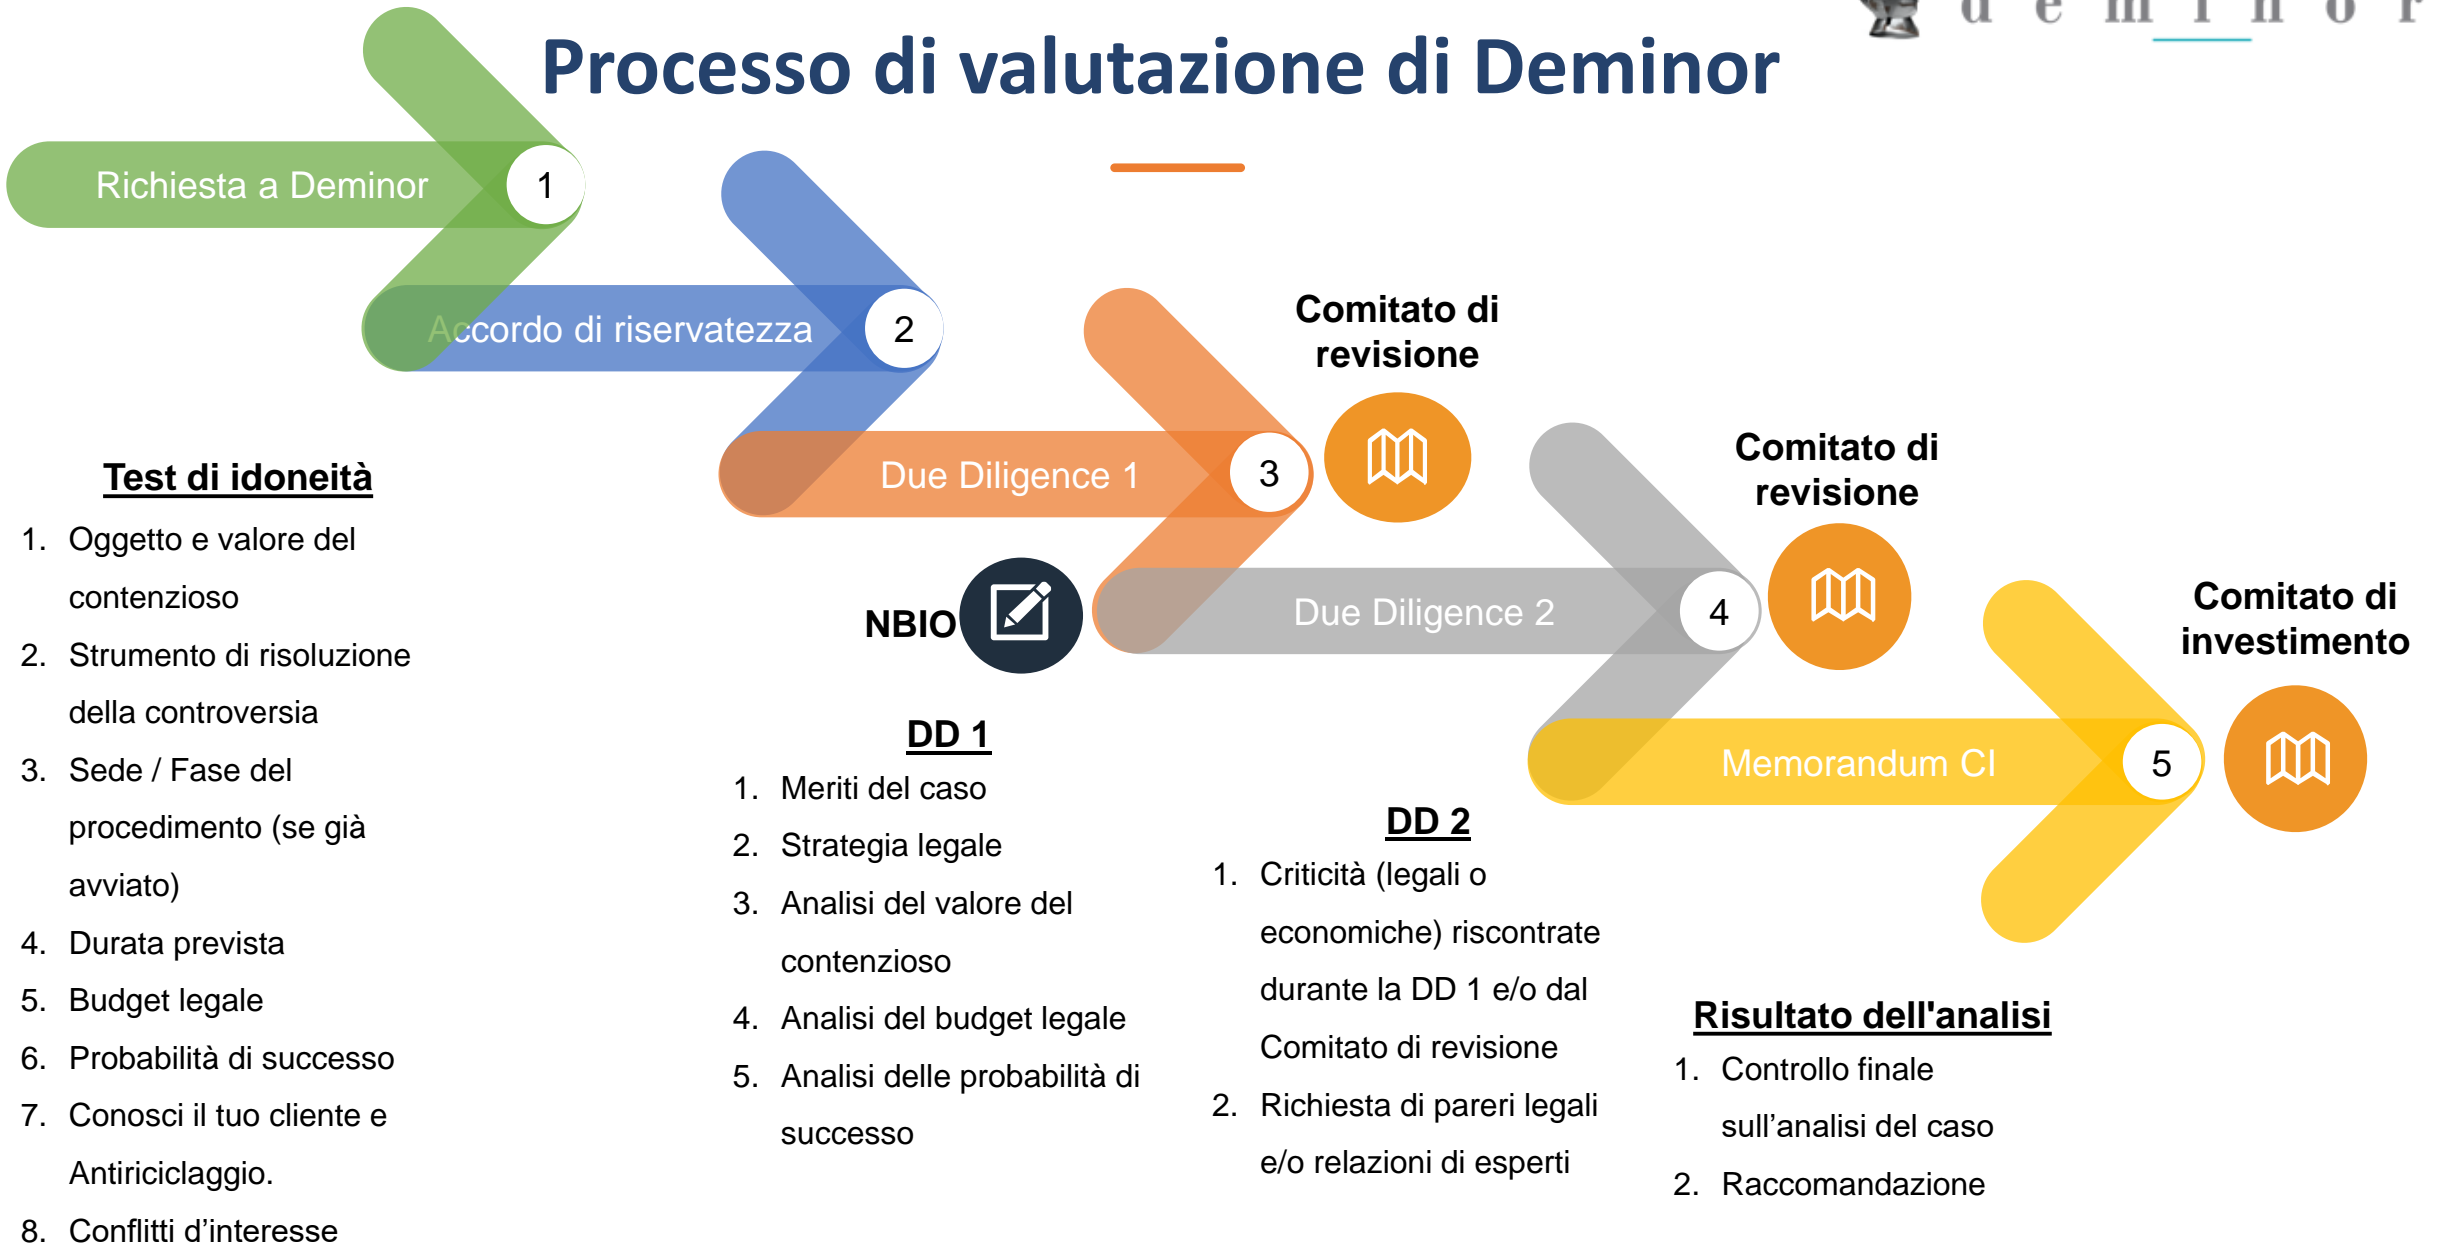 deminor
Processo di valutazione di Deminor
Richiesta a Deminor
1
Accordo di riservatezza
2
Due Diligence 1
3
Comitato di
revisione
NBIO
Due Diligence 2
4
Comitato di
revisione
Memorandum CI
5
Comitato di
investimento
Test di idoneità
1. Oggetto e valore del
contenzioso
2. Strumento di risoluzione
della controversia
3. Sede / Fase del
procedimento (se già
avviato)
4. Durata prevista
5. Budget legale
6. Probabilità di successo
7. Conosci il tuo cliente e
Antiriciclaggio.
8. Conflitti d’interesse
DD 1
1. Meriti del caso
2. Strategia legale
3. Analisi del valore del
contenzioso
4. Analisi del budget legale
5. Analisi delle probabilità di
successo
DD 2
1. Criticità (legali o
economiche) riscontrate
durante la DD 1 e/o dal
Comitato di revisione
2. Richiesta di pareri legali
e/o relazioni di esperti
Risultato dell'analisi
1. Controllo finale
sull’analisi del caso
2. Raccomandazione